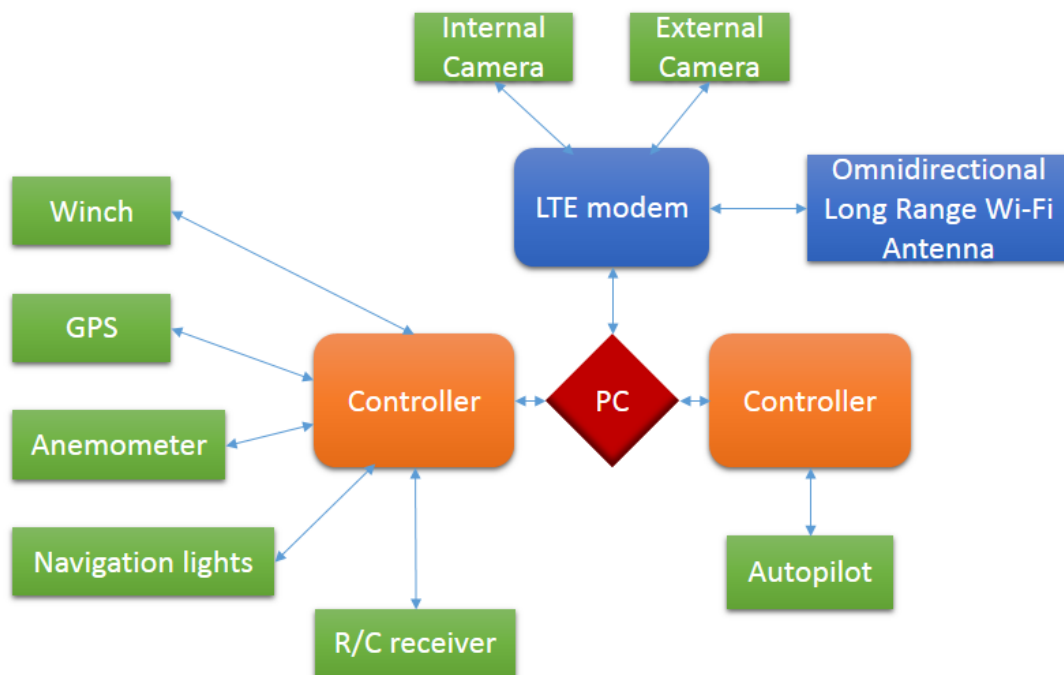 Internal
Camera
External
Camera
LTE modem
Omnidirectional
Long Range Wi-Fi
Antenna
Winch
GPS
Controller
PC
Controller
Anemometer
Navigation lights
Autopilot
R/C receiver